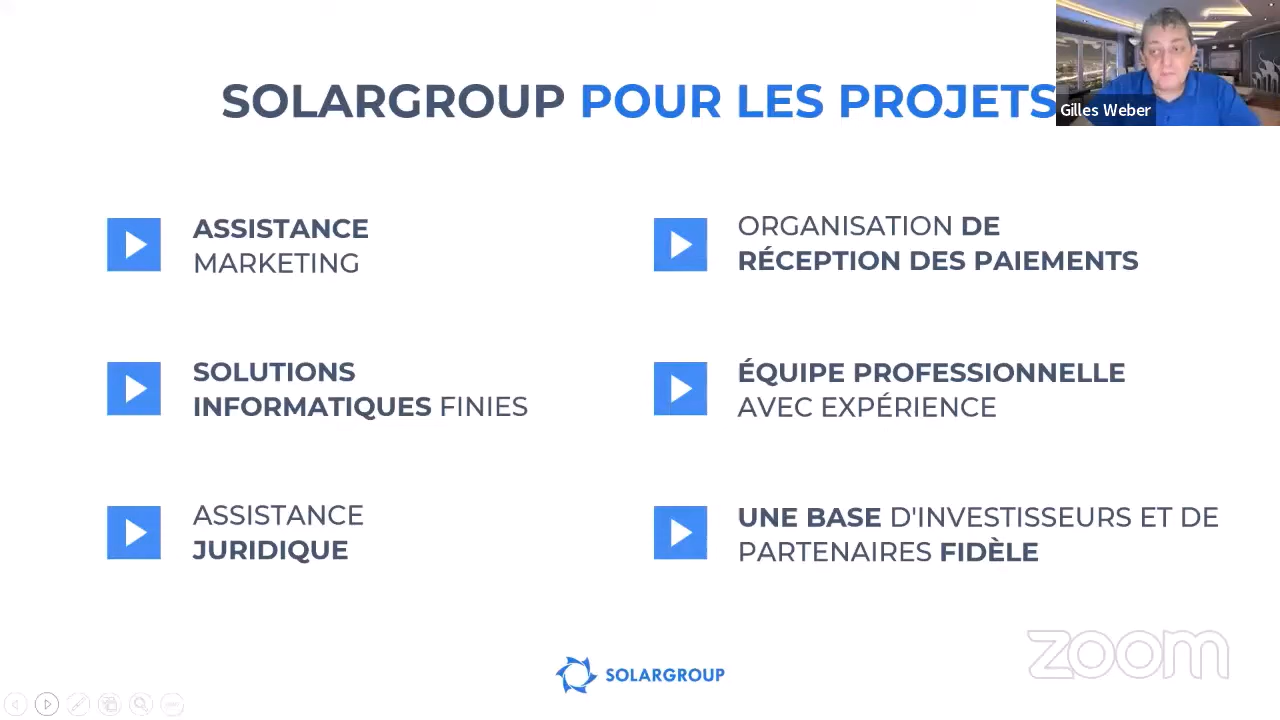 SOLARGROUP POUR LES PROJETS
Gilles Weber
ASSISTANCE
MARKETING
ORGANISATION DE
RÉCEPTION DES PAIEMENTS
SOLUTIONS
INFORMATIQUES FINIES
ÉQUIPE PROFESSIONNELLE
AVEC EXPÉRIENCE
ASSISTANCE
JURIDIQUE
UNE BASE D'INVESTISSEURS ET DE
PARTENAIRES FIDÈLE
SOLARGROUP
zoom